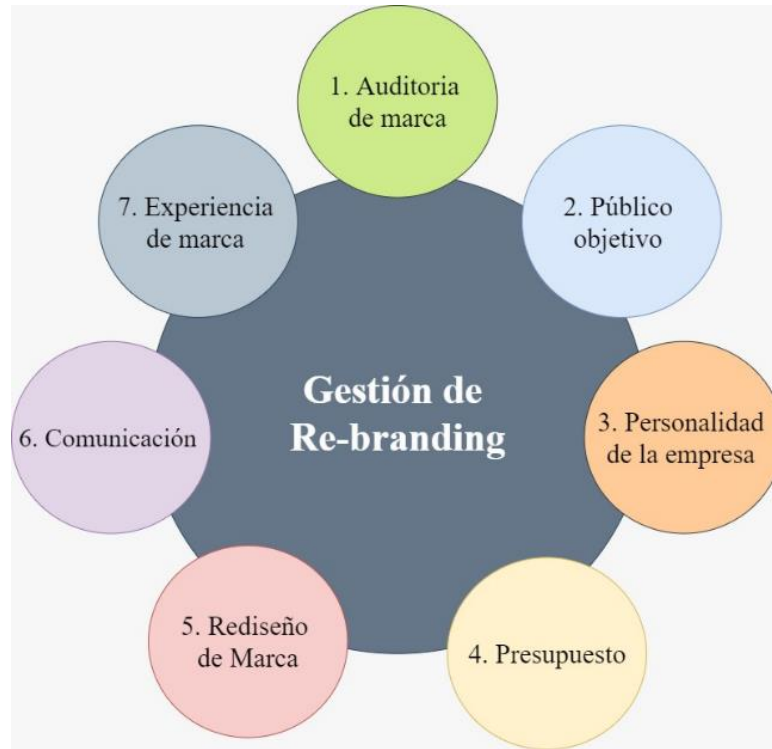 1. Auditoria
de marca
2. Público
objetivo
3. Personalidad
de la empresa
4. Presupuesto
5. Rediseño
de Marca
6. Comunicación
7. Experiencia
de marca
Gestión de
Re-branding